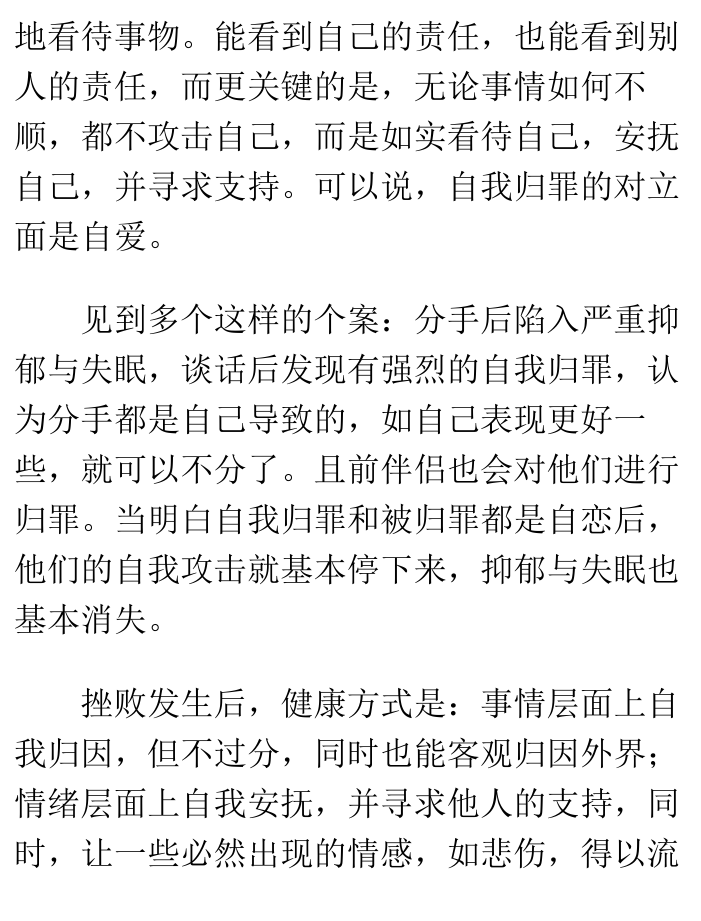 地看待事物。能看到自己的责任，也能看到别
人的责任，而更关键的是，无论事情如何不
顺，都不攻击自己，而是如实看待自己，安抚
自己，并寻求支持。可以说，自我归罪的对立
面是自爱。
见到多个这样的个案：分手后陷入严重抑
郁与失眠，谈话后发现有强烈的自我归罪，认
为分手都是自己导致的，如自己表现更好一
些，就可以不分了。且前伴侣也会对他们进行
归罪。当明白自我归罪和被归罪都是自恋后，
他们的自我攻击就基本停下来，抑郁与失眠也
基本消失。
挫败发生后，健康方式是：事情层面上自
我归因，但不过分，同时也能客观归因外界；
情绪层面上自我安抚，并寻求他人的支持，同
时，让一些必然出现的情感，如悲伤，得以流